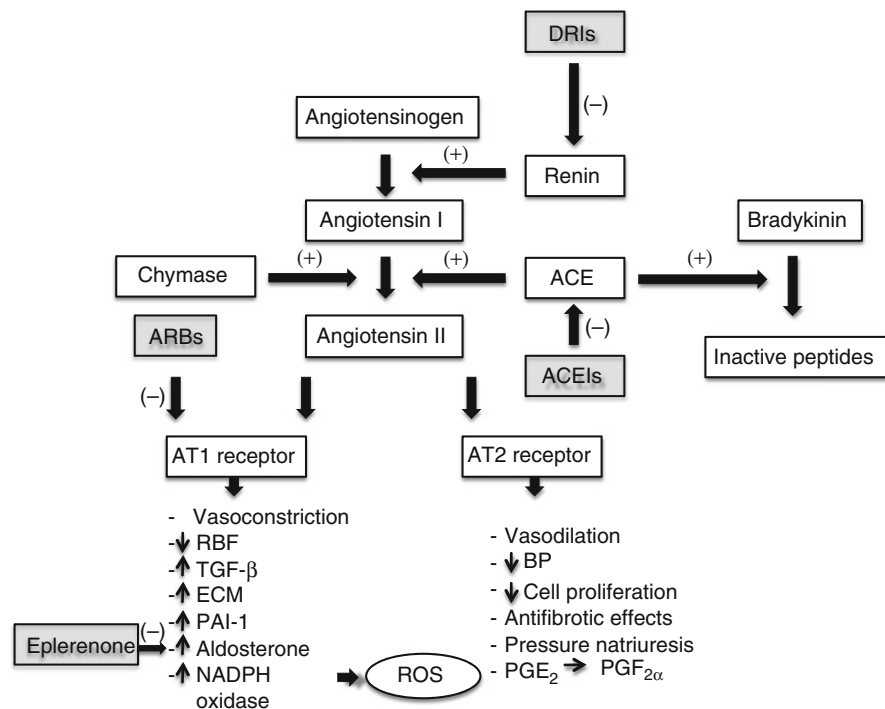 DRIs
(–)
Angiotensinogen
(+)
Renin
Angiotensin I
Bradykinin
Chymase
(+)
(+)
ACE
(+)
ARBs
Angiotensin II
(–)
Inactive peptides
ACEIs
(–)
AT1 receptor
AT2 receptor
- Vasoconstriction
-↓ RBF
-↑ TGF-β
-↑ ECM
-↑ PAI-1
Eplerenone
(–)
-↑ Aldosterone
-↑ NADPH
oxidase
ROS
- Vasodilation
- ↓ BP
- ↓ Cell proliferation
- Antifibrotic effects
- Pressure natriuresis
- PGE₂ → PGF₂α